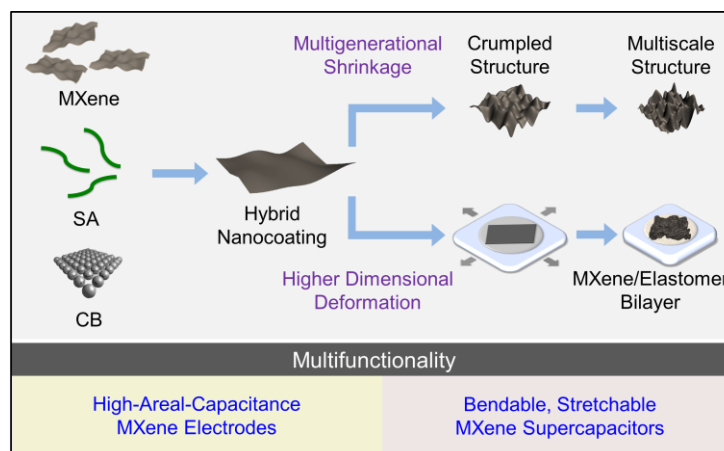 MXene
SA
CB
Hybrid
Nanocoating
Multigenerational
Shrinkage
Crumpled
Structure
Multiscale
Structure
Higher Dimensional
Deformation
MXene/Elastomer
Bilayer
Multifunctionality
High-Areal-Capacitance
MXene Electrodes
Bendable, Stretchable
MXene Supercapacitors